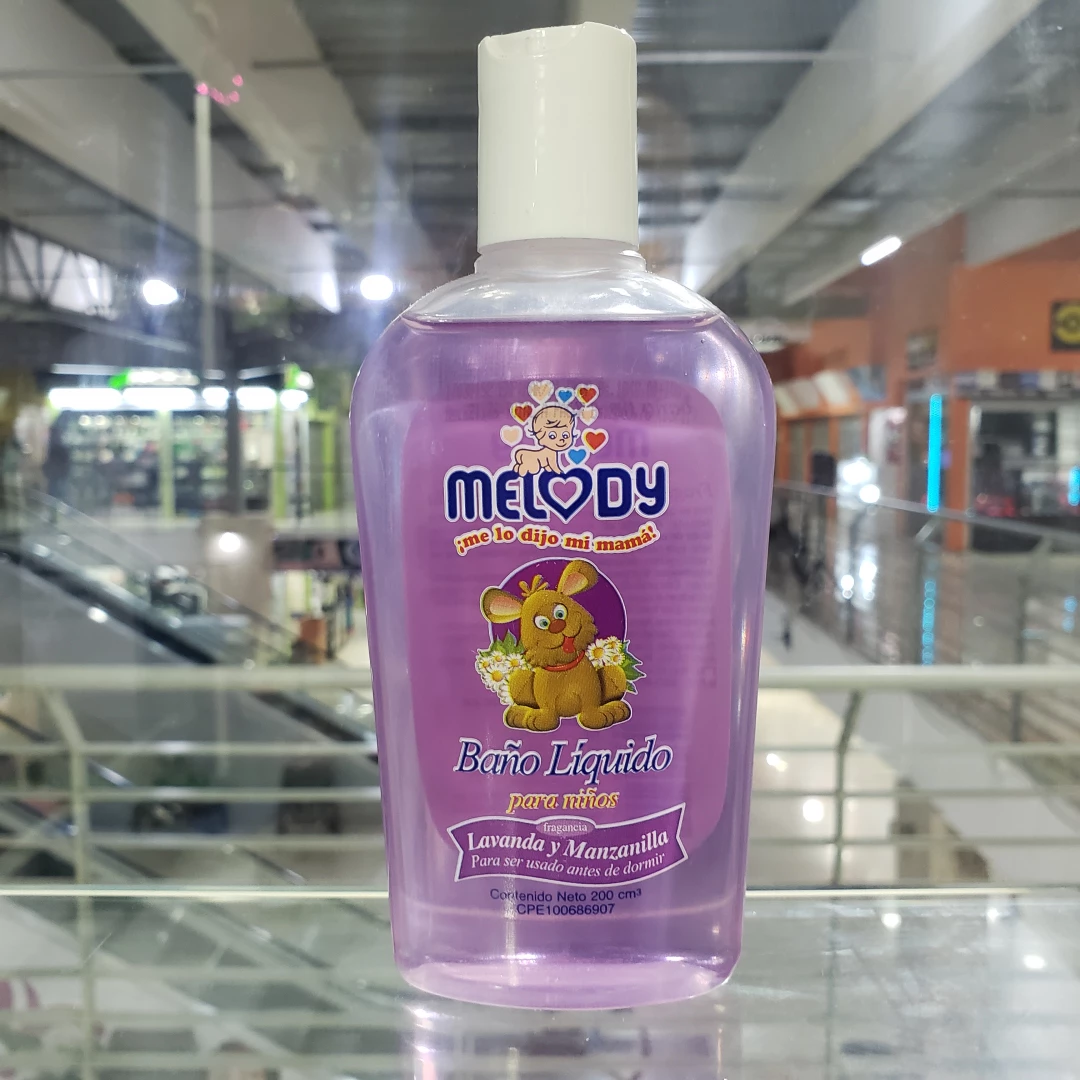 MELODY
¡me lo dijo mi mamá!
Baño Líquido
para niños
fragancia
Lavanda y Manzanilla
Para ser usado antes de dormir
Contenido Neto 200 cm³
CPE100686907